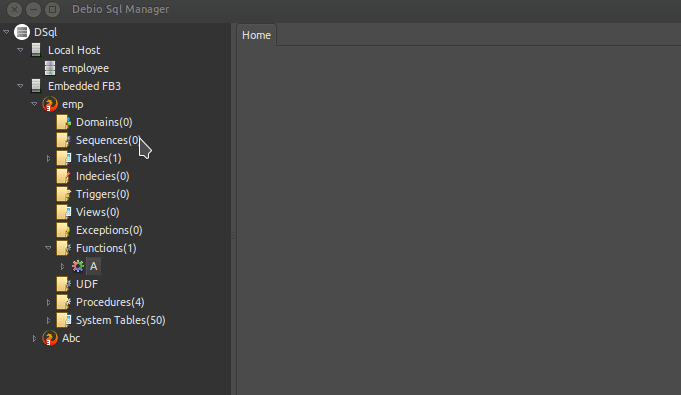 Debio Sql Manager
DSql
Home
Local Host
employee
Embedded FB3
emp
Domains(0)
Sequences(0)
Tables(1)
Indecies(0)
Triggers(0)
Views(0)
Exceptions(0)
Functions(1)
A
UDF
Procedures(4)
System Tables(50)
Abc